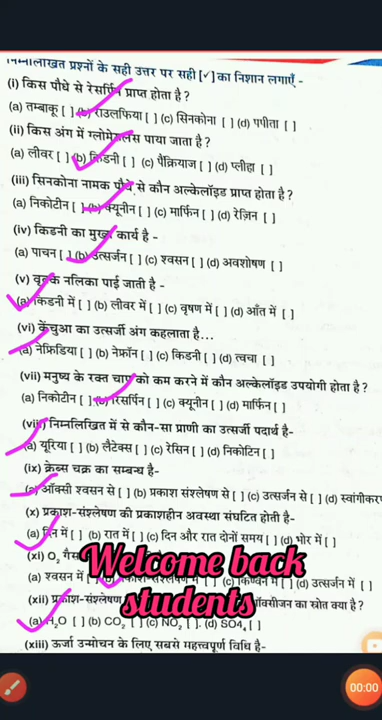 निम्नलिखित प्रश्नों के सही उत्तर पर सही [✓] का निशान लगाएँ -
(i) किस पौधे से रेसर्पिन प्राप्त होता है ?
(a) तम्बाकू [ ] (b) राउलफिया [ ] (c) सिनकोना [ ] (d) पपीता [ ]
(ii) किस अंग में ग्लोमेरुलस पाया जाता है ?
(a) लीवर [ ] (b) किडनी [ ] (c) पैंक्रियाज [ ] (d) प्लीहा [ ]
(iii) सिनकोना नामक पौधे से कौन अल्केलॉइड प्राप्त होता है ?
(a) निकोटीन [ ] (b) क्यूनीन [ ] (c) मार्फिन [ ] (d) रेज़िन [ ]
(iv) किडनी का मुख्य कार्य है -
(a) पाचन [ ] (b) उत्सर्जन [ ] (c) श्वसन [ ] (d) अवशोषण [ ]
(v) वृक्क नलिका पाई जाती है -
(a) किडनी में [ ] (b) लीवर में [ ] (c) वृषण में [ ] (d) आँत में [ ]
(vi) केंचुआ का उत्सर्जी अंग कहलाता है...
(a) नेफ्रिडिया [ ] (b) नेफ्रॉन [ ] (c) किडनी [ ] (d) त्वचा [ ]
(vii) मनुष्य के रक्त चाप को कम करने में कौन अल्केलॉइड उपयोगी होता है ?
(a) निकोटीन [ ] (b) रेसर्पिन [ ] (c) क्यूनीन [ ] (d) मार्फिन [ ]
(viii) निम्नलिखित में से कौन-सा प्राणी का उत्सर्जी पदार्थ है-
(a) यूरिया [ ] (b) लैटेक्स [ ] (c) रेसिन [ ] (d) निकोटिन [ ]
(ix) क्रेब्स चक्र का सम्बन्ध है-
(a) ऑक्सी श्वसन से [ ] (b) प्रकाश संश्लेषण से [ ] (c) उत्सर्जन से [ ] (d) स्वांगीकरण
(x) प्रकाश-संश्लेषण की प्रकाशहीन अवस्था संघटित होती है-
(a) दिन में [ ] (b) रात में [ ] (c) दिन और रात दोनों समय [ ] (d) भोर में [ ]
(xi) O₂ गैस
Welcome back
(a) श्वसन में [ ] प्रकाश-संश्लेषण में [ ] (c) किण्वन में [ ] (d) उत्सर्जन में [ ]
students
(xii) प्रकाश-संश्लेषण ऑक्सीजन का स्रोत क्या है ?
(a) H₂O [ ] (b) CO₂ [ ] (c) NO₂ [ ]. (d) SO4 [ ]
(xiii) ऊर्जा उन्मोचन के लिए सबसे महत्त्वपूर्ण विधि है-
00:00